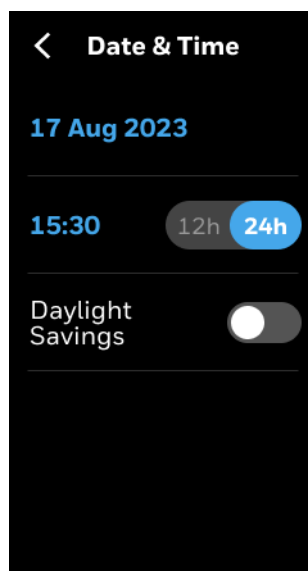 Date & Time
17 Aug 2023
15:30 12h 24h
Daylight
Savings